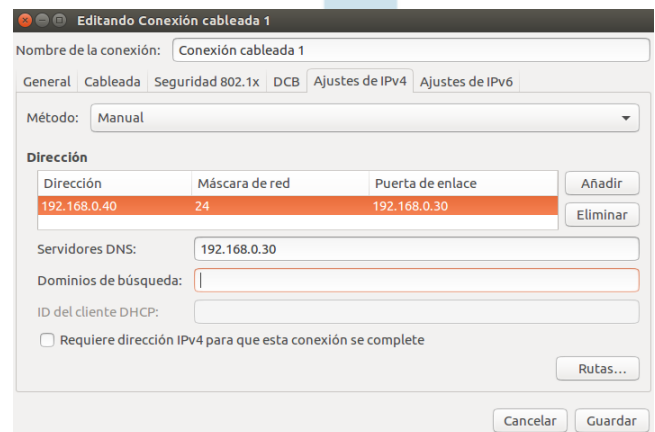 Editando Conexión cableada 1
Nombre de la conexión: Conexión cableada 1
General Cableada Seguridad 802.1x DCB Ajustes de IPv4 Ajustes de IPv6
Método: Manual
Dirección
Dirección Máscara de red Puerta de enlace Añadir
192.168.0.40 24 192.168.0.30
Eliminar
Servidores DNS: 192.168.0.30
Dominios de búsqueda:
ID del cliente DHCP:
Requiere dirección IPv4 para que esta conexión se complete
Rutas...
Cancelar Guardar